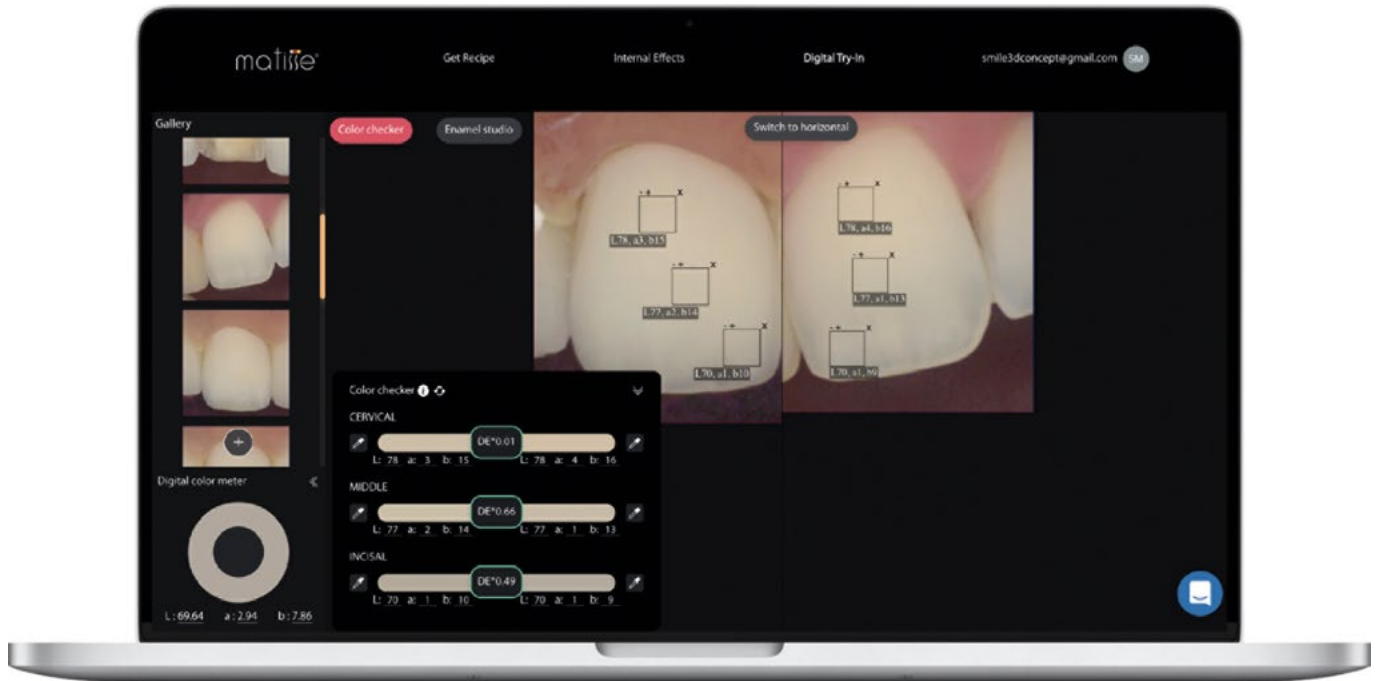 matisse
Get Recipe
Internal Effects
Digital Try-In
smile3dconcept@gmail.com
SM
Gallery
Color checker
Enamel studio
Switch to horizontal
- + x
L78, a3, b15
- + x
L77, a2, b14
- + x
L70, a1, b10
- + x
L78, a4, b16
- + x
L77, a1, b13
- + x
L70, a1, b9
+
Digital color meter
L: 69.64 a: 2.94 b: 7.86
Color checker i
CERVICAL
DE*0.01
L: 78 a: 3 b: 15 L: 78 a: 4 b: 16
MIDDLE
DE*0.66
L: 77 a: 2 b: 14 L: 77 a: 1 b: 13
INCISAL
DE*0.49
L: 70 a: 1 b: 10 L: 70 a: 1 b: 9